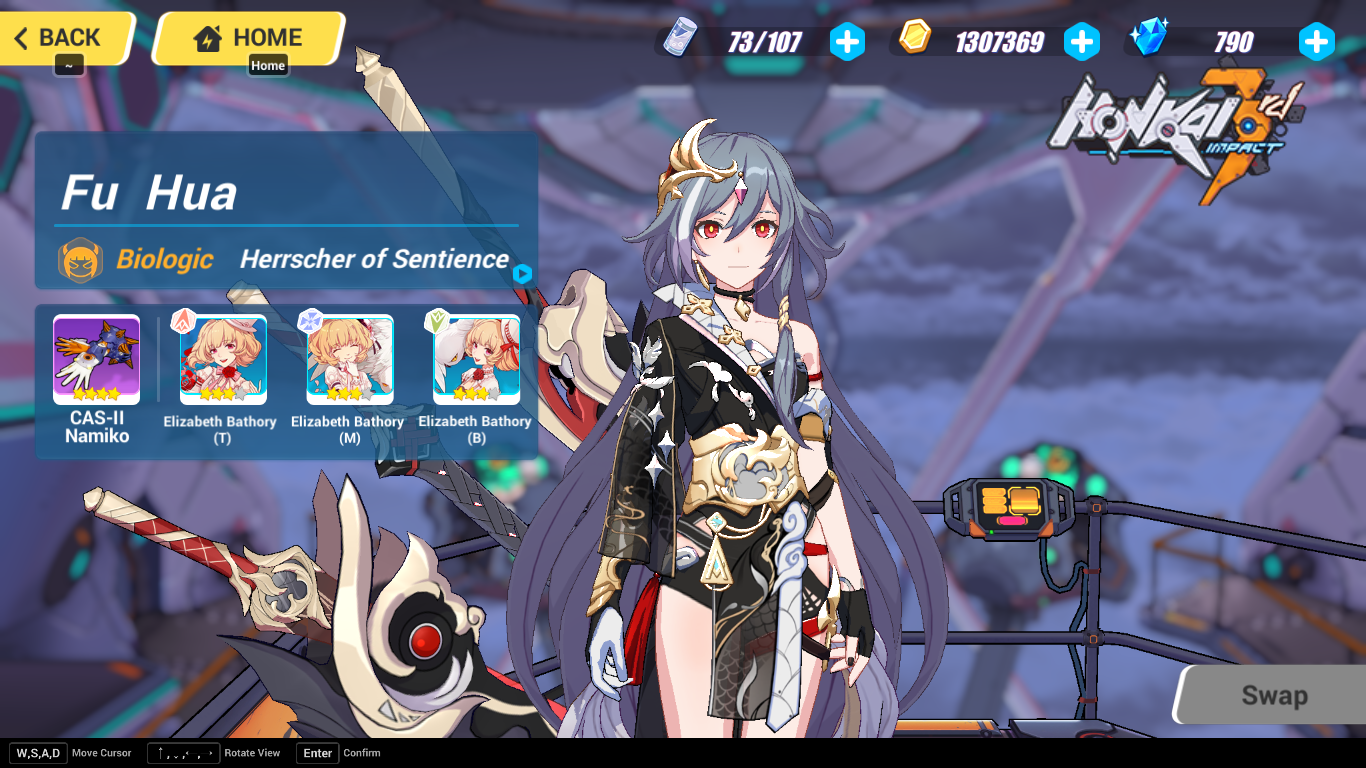 BACK
~
HOME
Home
73/107
1307369
790
HONKAI 3rd
IMPACT
Fu Hua
Biologic Herrscher of Sentience
CAS-II
Namiko
Elizabeth Bathory
(T)
Elizabeth Bathory
(M)
Elizabeth Bathory
(B)
Swap
W,S,A,D Move Cursor
↑, ↓, ←, → Rotate View
Enter Confirm